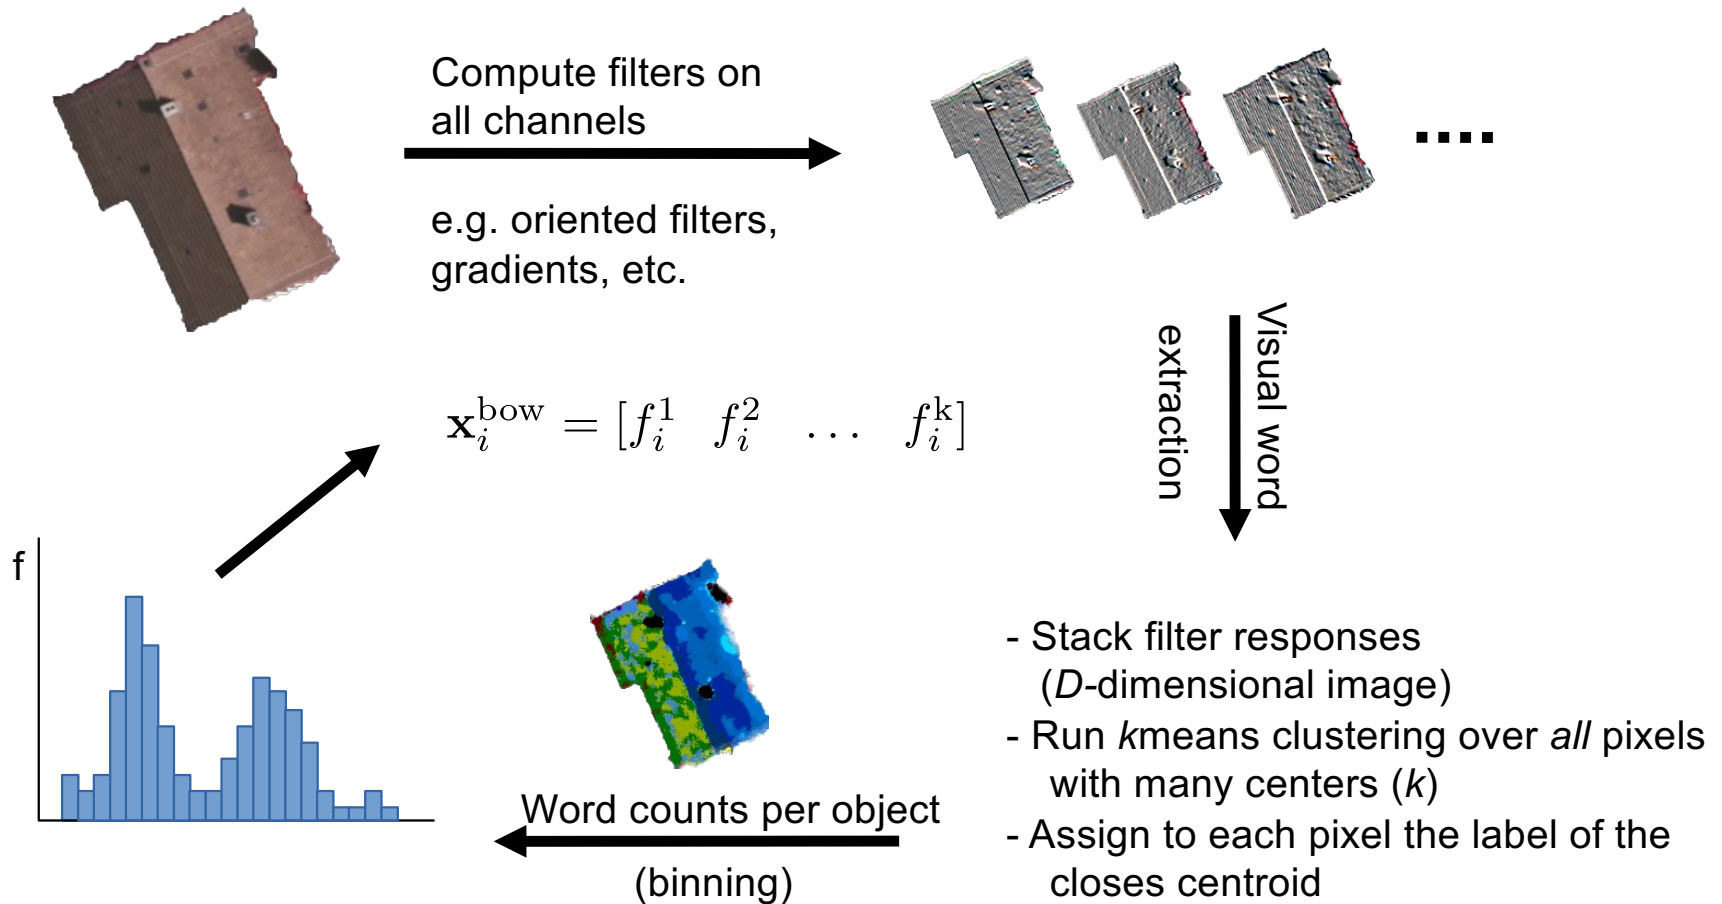 Compute filters on
all channels
e.g. oriented filters,
gradients, etc.
....
Visual word
extraction
- Stack filter responses
(D-dimensional image)
- Run kmeans clustering over all pixels
with many centers (k)
- Assign to each pixel the label of the
closes centroid
Word counts per object
(binning)
f
x_i^bow = [f_i^1 f_i^2 ... f_i^k]